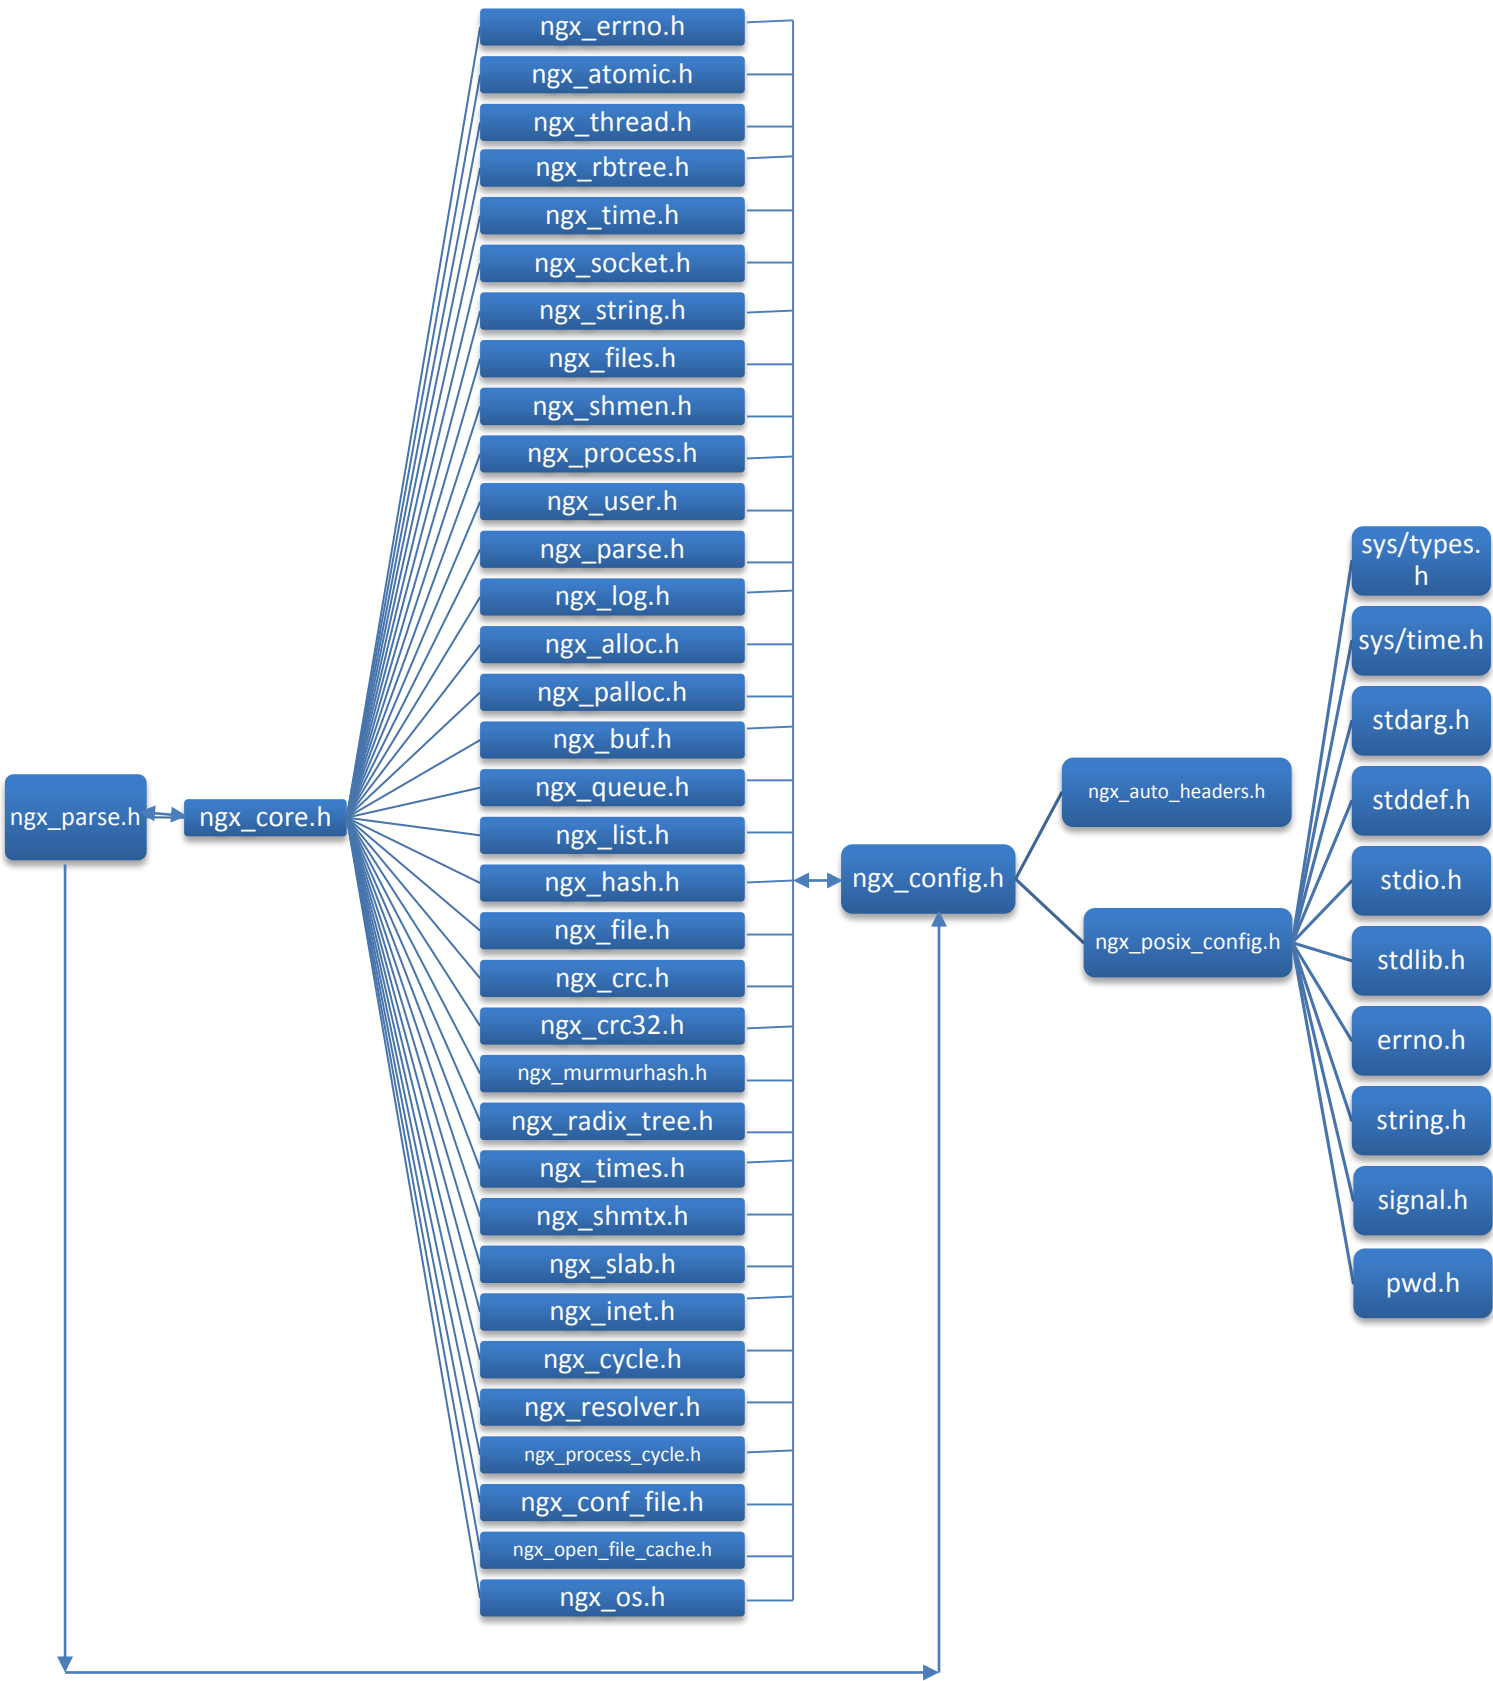 ngx_parse.h
ngx_core.h
ngx_errno.h
ngx_atomic.h
ngx_thread.h
ngx_rbtree.h
ngx_time.h
ngx_socket.h
ngx_string.h
ngx_files.h
ngx_shmen.h
ngx_process.h
ngx_user.h
ngx_parse.h
ngx_log.h
ngx_alloc.h
ngx_palloc.h
ngx_buf.h
ngx_queue.h
ngx_list.h
ngx_hash.h
ngx_file.h
ngx_crc.h
ngx_crc32.h
ngx_murmurhash.h
ngx_radix_tree.h
ngx_times.h
ngx_shmtx.h
ngx_slab.h
ngx_inet.h
ngx_cycle.h
ngx_resolver.h
ngx_process_cycle.h
ngx_conf_file.h
ngx_open_file_cache.h
ngx_os.h
ngx_config.h
ngx_auto_headers.h
ngx_posix_config.h
sys/types.
h
sys/time.h
stdarg.h
stddef.h
stdio.h
stdlib.h
errno.h
string.h
signal.h
pwd.h